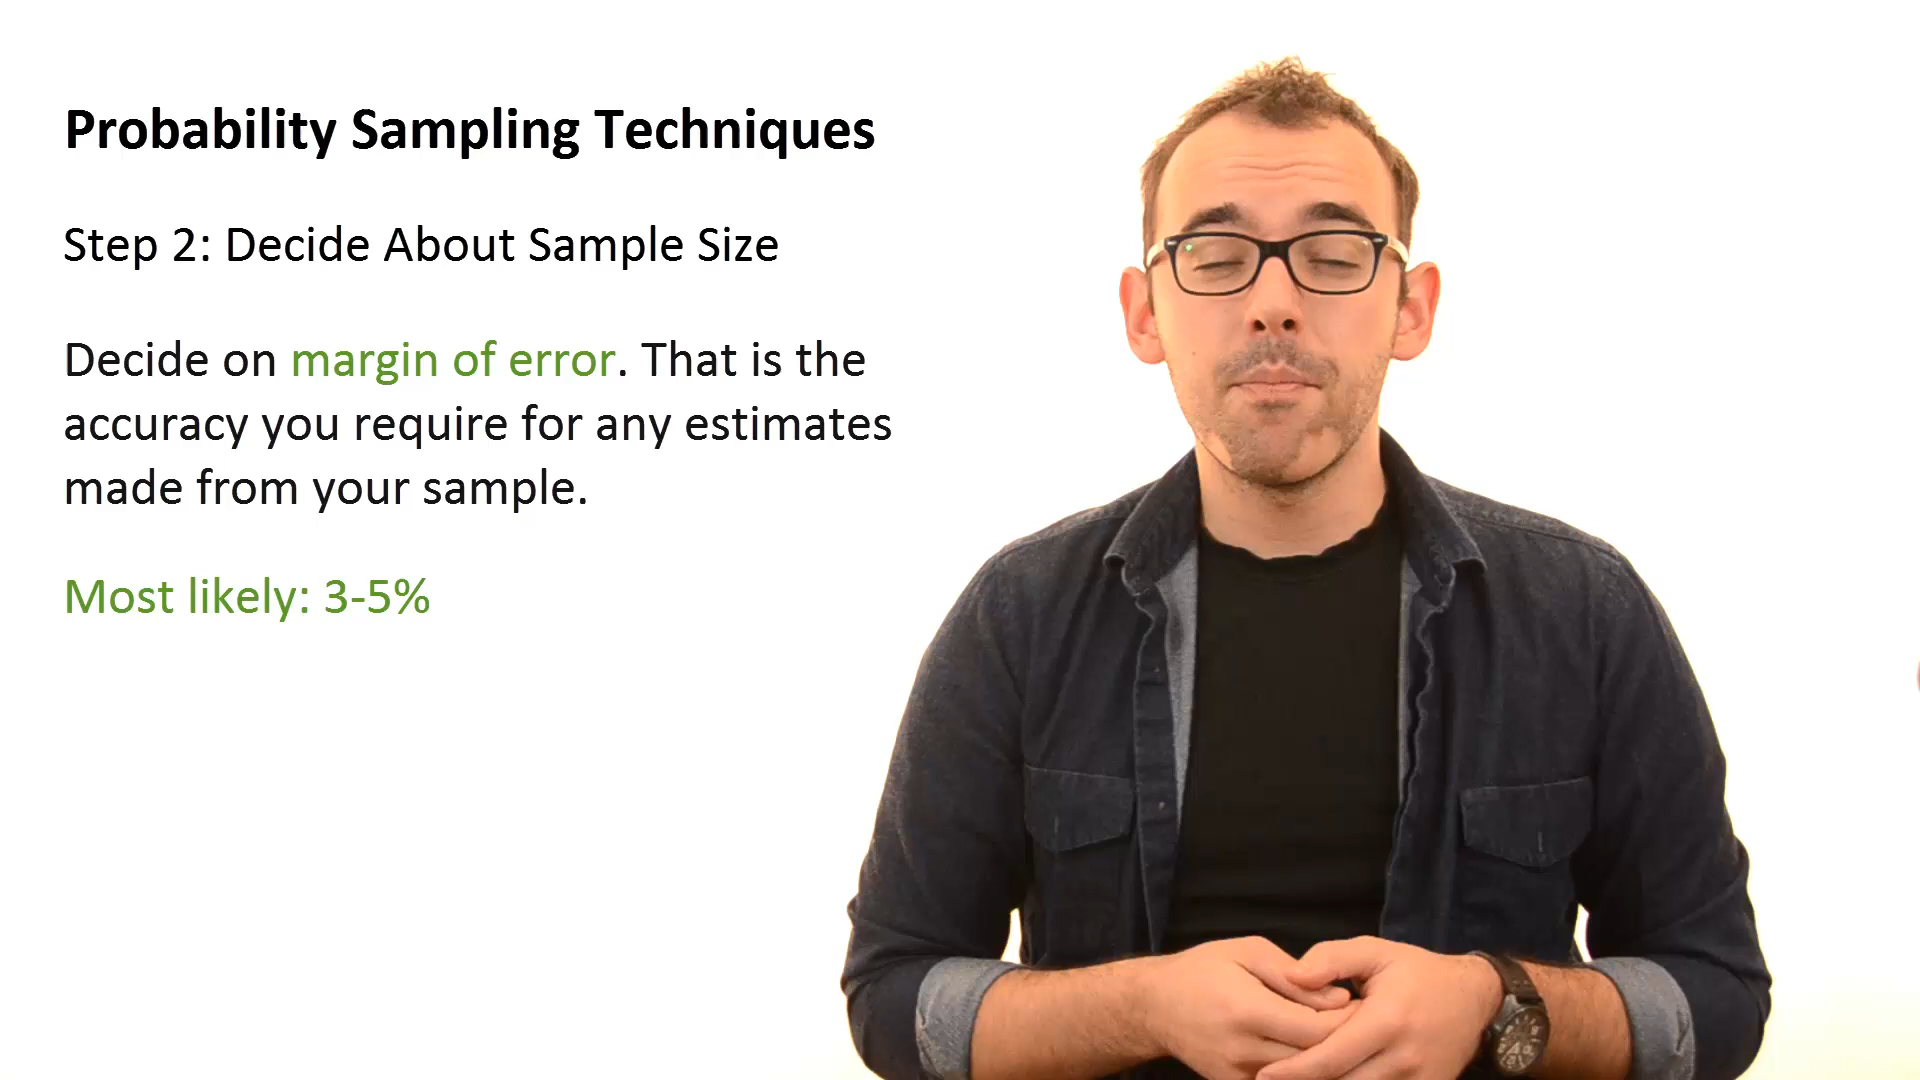 Probability Sampling Techniques
Step 2: Decide About Sample Size
Decide on margin of error. That is the
accuracy you require for any estimates
made from your sample.
Most likely: 3-5%